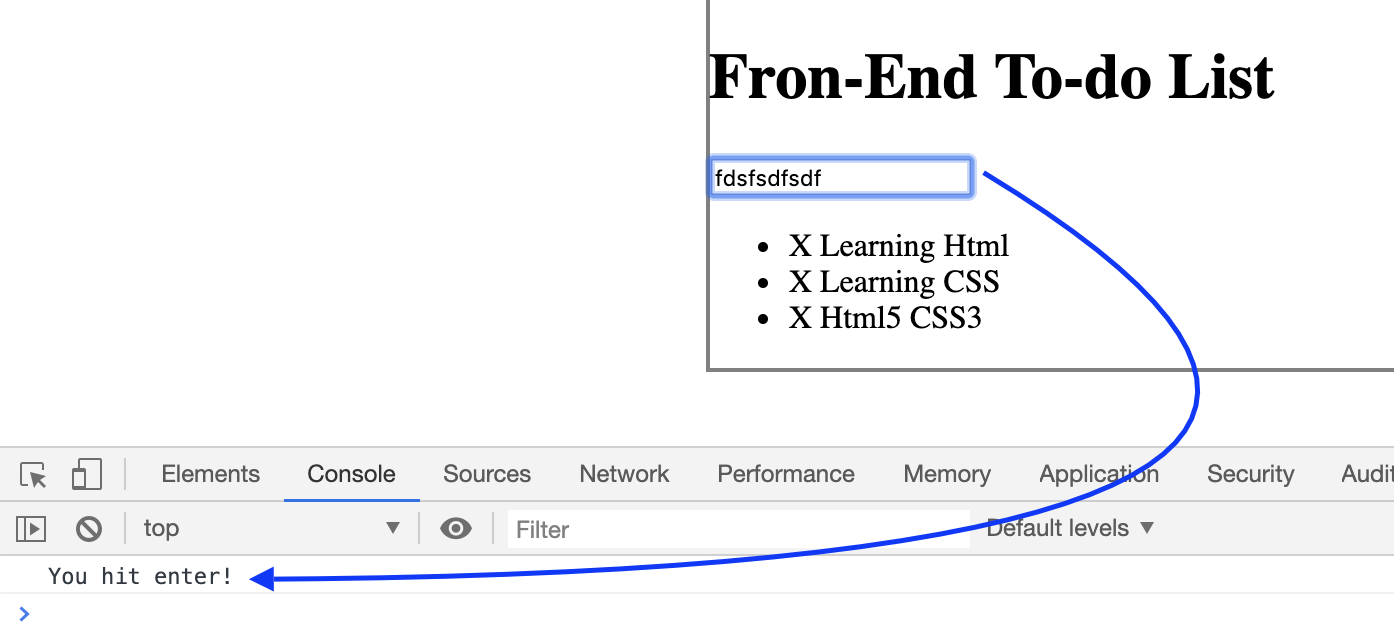 Fron-End To-do List
fdsfsdfsdf
X Learning Html
X Learning CSS
X Html5 CSS3
Elements Console Sources Network Performance Memory Application Security Audit
top Filter Default levels
You hit enter!